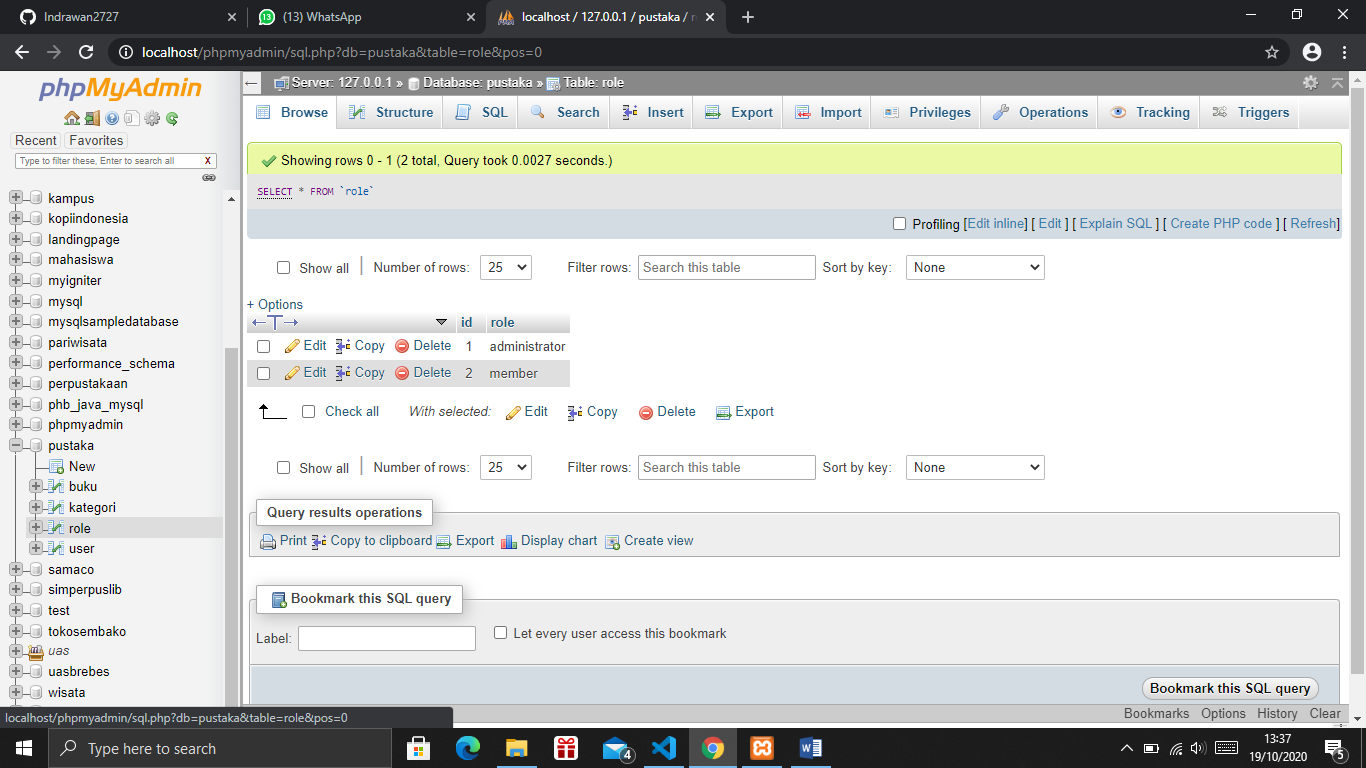 Indrawan2727
(13) WhatsApp
localhost / 127.0.0.1 / pustaka / r
localhost/phpmyadmin/sql.php?db=pustaka&table=role&pos=0
phpMyAdmin
Recent Favorites
Type to filter these, Enter to search all X
kampus
kopiindonesia
landingpage
mahasiswa
myigniter
mysql
mysqlsampledatabase
pariwisata
performance_schema
perpustakaan
phb_java_mysql
phpmyadmin
pustaka
New
buku
kategori
role
user
samaco
simperpuslib
test
tokosembako
uas
uasbrebes
wisata
localhost/phpmyadmin/sql.php?db=pustaka&table=role&pos=0
Server: 127.0.0.1 » Database: pustaka » Table: role
Browse Structure SQL Search Insert Export Import Privileges Operations Tracking Triggers
Showing rows 0 - 1 (2 total, Query took 0.0027 seconds.)
SELECT * FROM `role`
Profiling [Edit inline] [ Edit ] [ Explain SQL ] [ Create PHP code ] [ Refresh]
Show all | Number of rows: 25 Filter rows: Search this table Sort by key: None
+ Options
←T→ id role
Edit Copy Delete 1 administrator
Edit Copy Delete 2 member
Check all With selected: Edit Copy Delete Export
Show all | Number of rows: 25 Filter rows: Search this table Sort by key: None
Query results operations
Print Copy to clipboard Export Display chart Create view
Bookmark this SQL query
Label: Let every user access this bookmark
Bookmark this SQL query
Bookmarks Options History Clear
Type here to search
4
13:37
19/10/2020
5